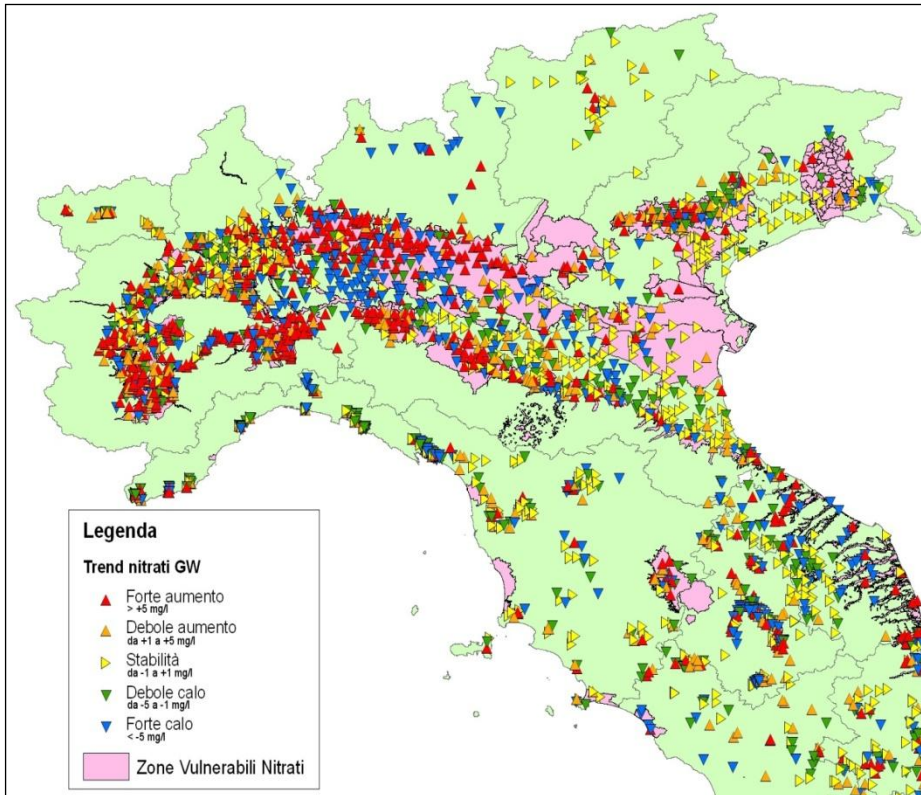 Legenda
Trend nitrati GW
Forte aumento
> +5 mg/l
Debole aumento
da +1 a +5 mg/l
Stabilità
da -1 a +1 mg/l
Debole calo
da -5 a -1 mg/l
Forte calo
< -5 mg/l
Zone Vulnerabili Nitrati